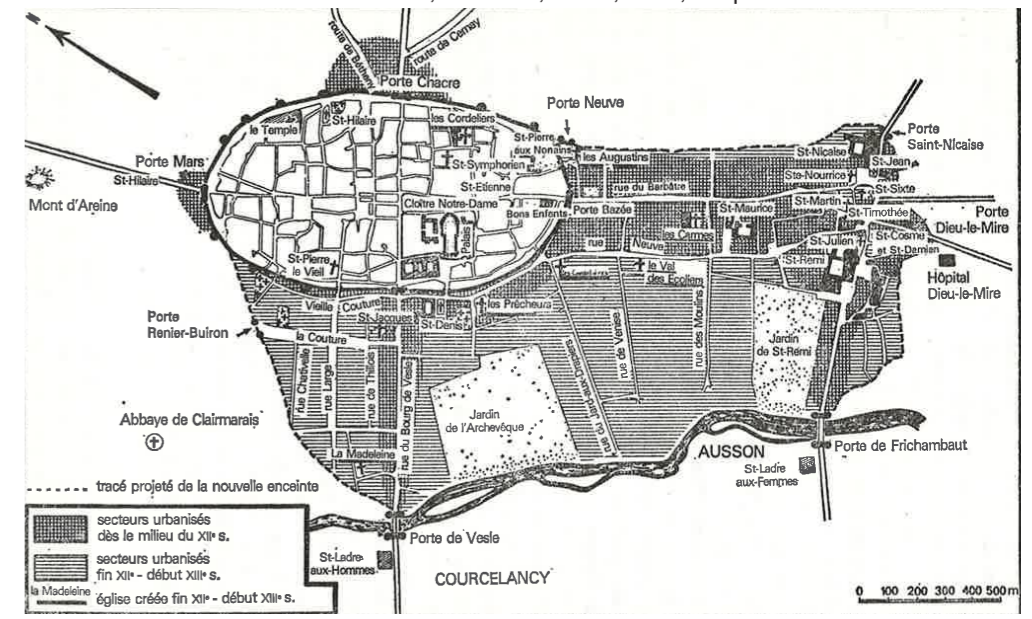 route de Bétheny
route de Cernay
Porte Chacre
Porte Neuve
le Temple
St-Hilaire
les Cordeliers
St-Pierre
aux Nonains
les Augustins
St-Nicaise
Porte
Saint-Nicaise
St-Jean
Porte Mars
St-Hilaire
St-Symphorien
Ste-Nourrice
St-Etienne
rue du Barbâtre
St-Sixte
Mont d'Areine
Cloître Notre-Dame
Bons Enfants
Porte Bazée
St-Maurice
St-Martin
St-Timothée
Porte
Dieu-le-Mire
Palais
rue
Neuve
les Carmes
St-Julien
St-Cosme
et St-Damien
St-Pierre
le Vieil
le Val
des Ecoliers
St-Remi
Hôpital
Dieu-le-Mire
Vieille Couture
St-Jacques
St-Denis
les Prêcheurs
Porte
Renier-Buiron
la Couture
rue Chativelle
rue Large
rue de Thillois
rue du Bourg de Vesle
rue du Jard-aux-Drapiers
rue de Venise
rue des Moulins
Jardin
de St-Remi
Jardin
de l'Archevêque
Abbaye de Clairmarais
La Madeleine
AUSSON
Porte de Frichambaut
St-Ladre
aux-Femmes
tracé projeté de la nouvelle enceinte
secteurs urbanisés
dès le milieu du XIIe s.
secteurs urbanisés
fin XIIe - début XIIIe s.
la Madeleine
église créée fin XIIe - début XIIIe s.
Porte de Vesle
St-Ladre
aux-Hommes
COURCELANCY
0 100 200 300 400 500 m